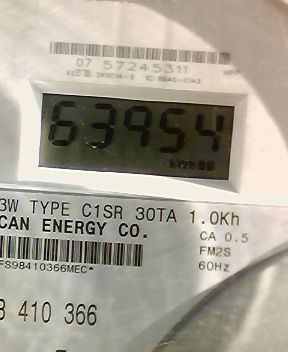 07 57245311
63954
kWh
3W TYPE C1SR 30TA 1.0Kh
CAN ENERGY CO.
CA 0.5
FM2S
60Hz
FS98410366MEC*
8 410 366